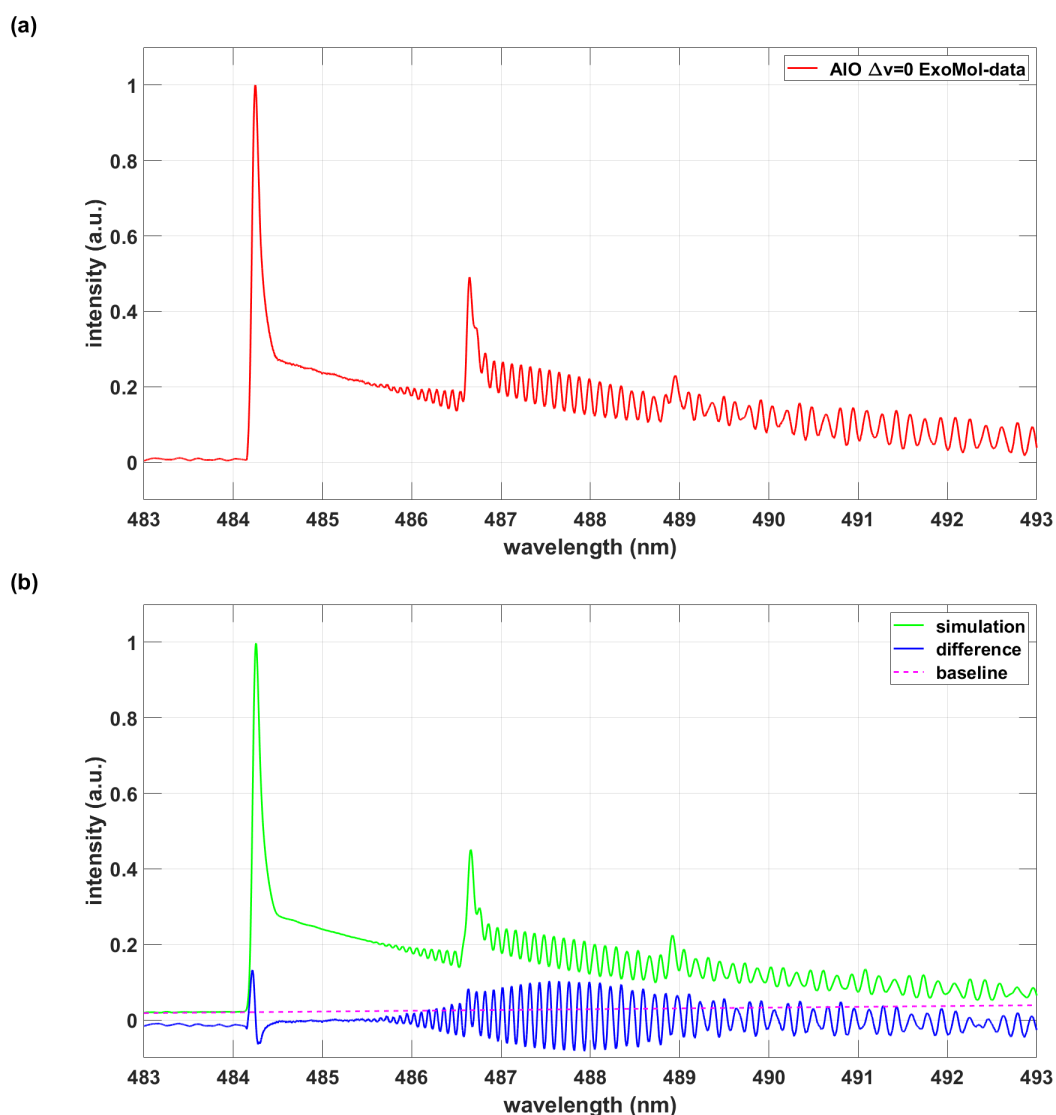 (a)
AlO Δv=0 ExoMol-data
1
0.8
0.6
0.4
0.2
0
intensity (a.u.)
483 484 485 486 487 488 489 490 491 492 493
wavelength (nm)
(b)
simulation
difference
baseline
1
0.8
0.6
0.4
0.2
0
intensity (a.u.)
483 484 485 486 487 488 489 490 491 492 493
wavelength (nm)